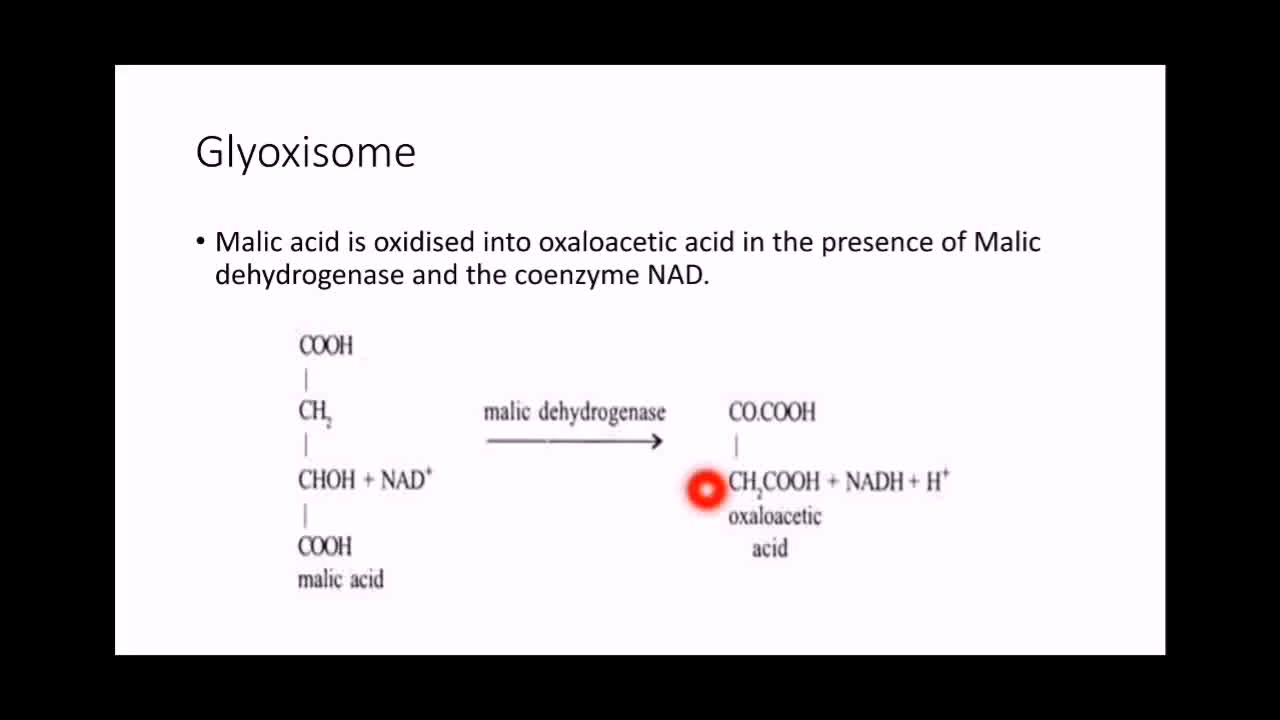 Glyoxisome
• Malic acid is oxidised into oxaloacetic acid in the presence of Malic
dehydrogenase and the coenzyme NAD.
COOH
|
CH₂
|
CHOH + NAD⁺
|
COOH
malic acid
malic dehydrogenase
CO.COOH
|
CH₂COOH + NADH + H⁺
oxaloacetic
acid